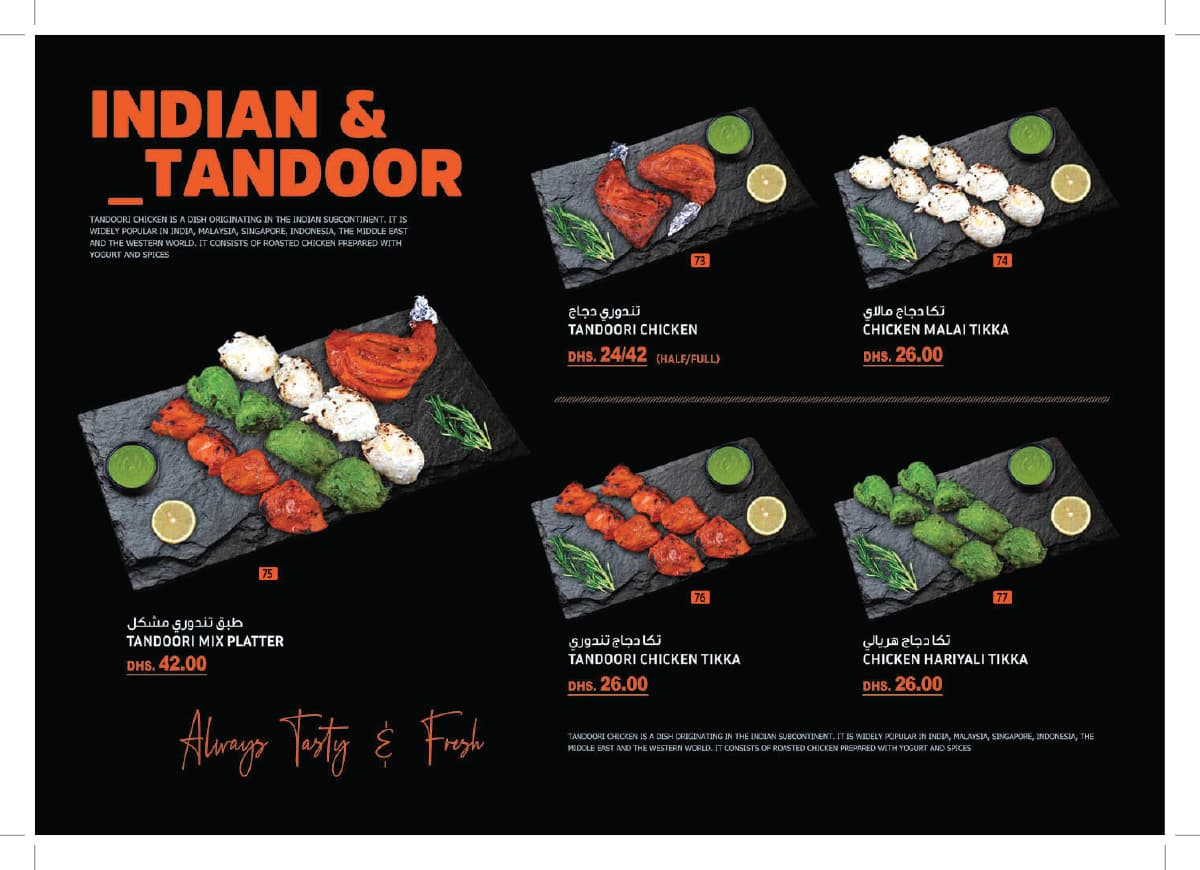 INDIAN &
_TANDOOR
TANDOORI CHICKEN IS A DISH ORIGINATING IN THE INDIAN SUBCONTINENT. IT IS
WIDELY POPULAR IN INDIA, MALAYSIA, SINGAPORE, INDONESIA, THE MIDDLE EAST
AND THE WESTERN WORLD. IT CONSISTS OF ROASTED CHICKEN PREPARED WITH
YOGURT AND SPICES
75
طبق تندوري مشكل
TANDOORI MIX PLATTER
DHS. 42.00
Always Tasty & Fresh
73
تندوري دجاج
TANDOORI CHICKEN
DHS. 24/42 (HALF/FULL)
74
تكا دجاج مالاي
CHICKEN MALAI TIKKA
DHS. 26.00
76
تكا دجاج تندوري
TANDOORI CHICKEN TIKKA
DHS. 26.00
77
تكا دجاج هريالي
CHICKEN HARIYALI TIKKA
DHS. 26.00
TANDOORI CHICKEN IS A DISH ORIGINATING IN THE INDIAN SUBCONTINENT. IT IS WIDELY POPULAR IN INDIA, MALAYSIA, SINGAPORE, INDONESIA, THE
MIDDLE EAST AND THE WESTERN WORLD. IT CONSISTS OF ROASTED CHICKEN PREPARED WITH YOGURT AND SPICES